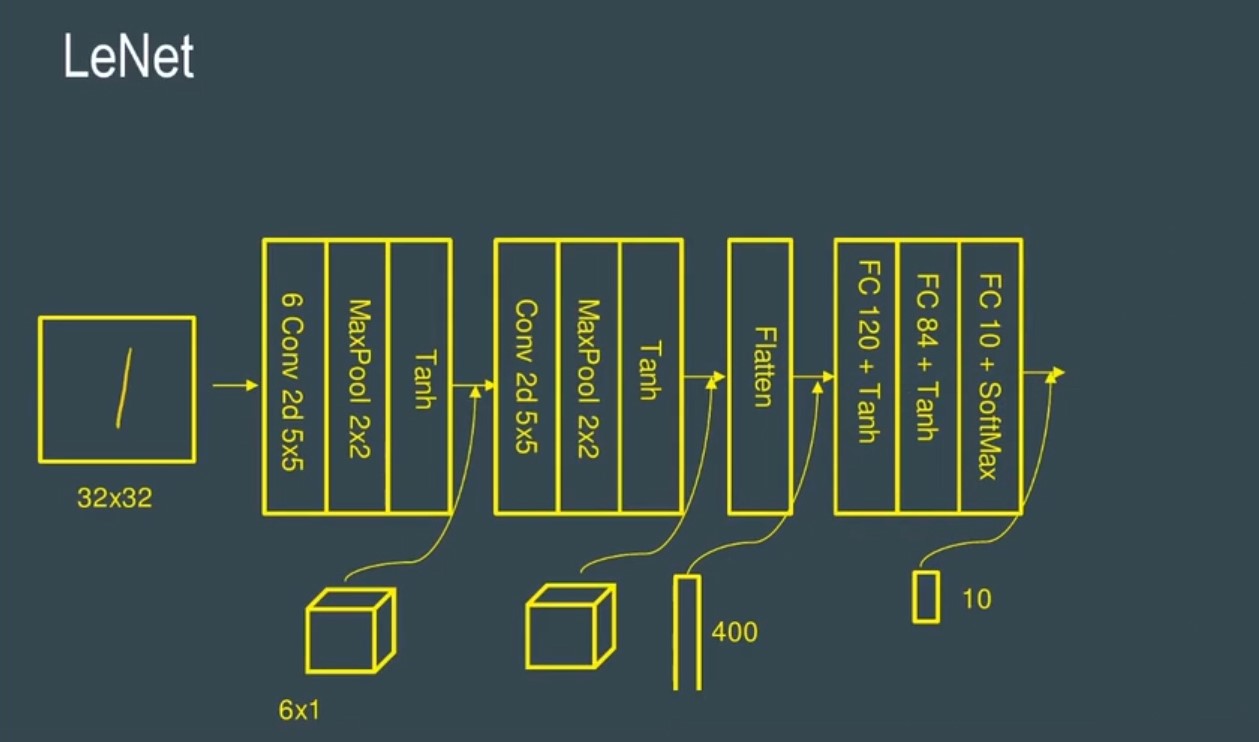 LeNet
32x32
6 Conv 2d 5x5
MaxPool 2x2
Tanh
Conv 2d 5x5
MaxPool 2x2
Tanh
Flatten
FC 120 + Tanh
FC 84 + Tanh
FC 10 + SoftMax
6x1
400
10